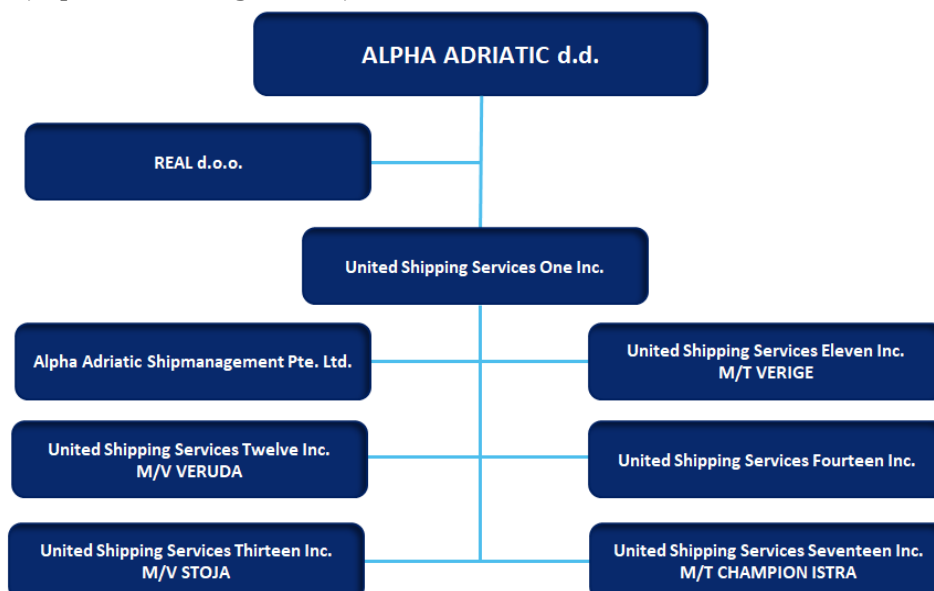 ALPHA ADRIATIC d.d.
REAL d.o.o.
United Shipping Services One Inc.
Alpha Adriatic Shipmanagement Pte. Ltd.
United Shipping Services Eleven Inc.
M/T VERIGE
United Shipping Services Twelve Inc.
M/V VERUDA
United Shipping Services Fourteen Inc.
United Shipping Services Thirteen Inc.
M/V STOJA
United Shipping Services Seventeen Inc.
M/T CHAMPION ISTRA